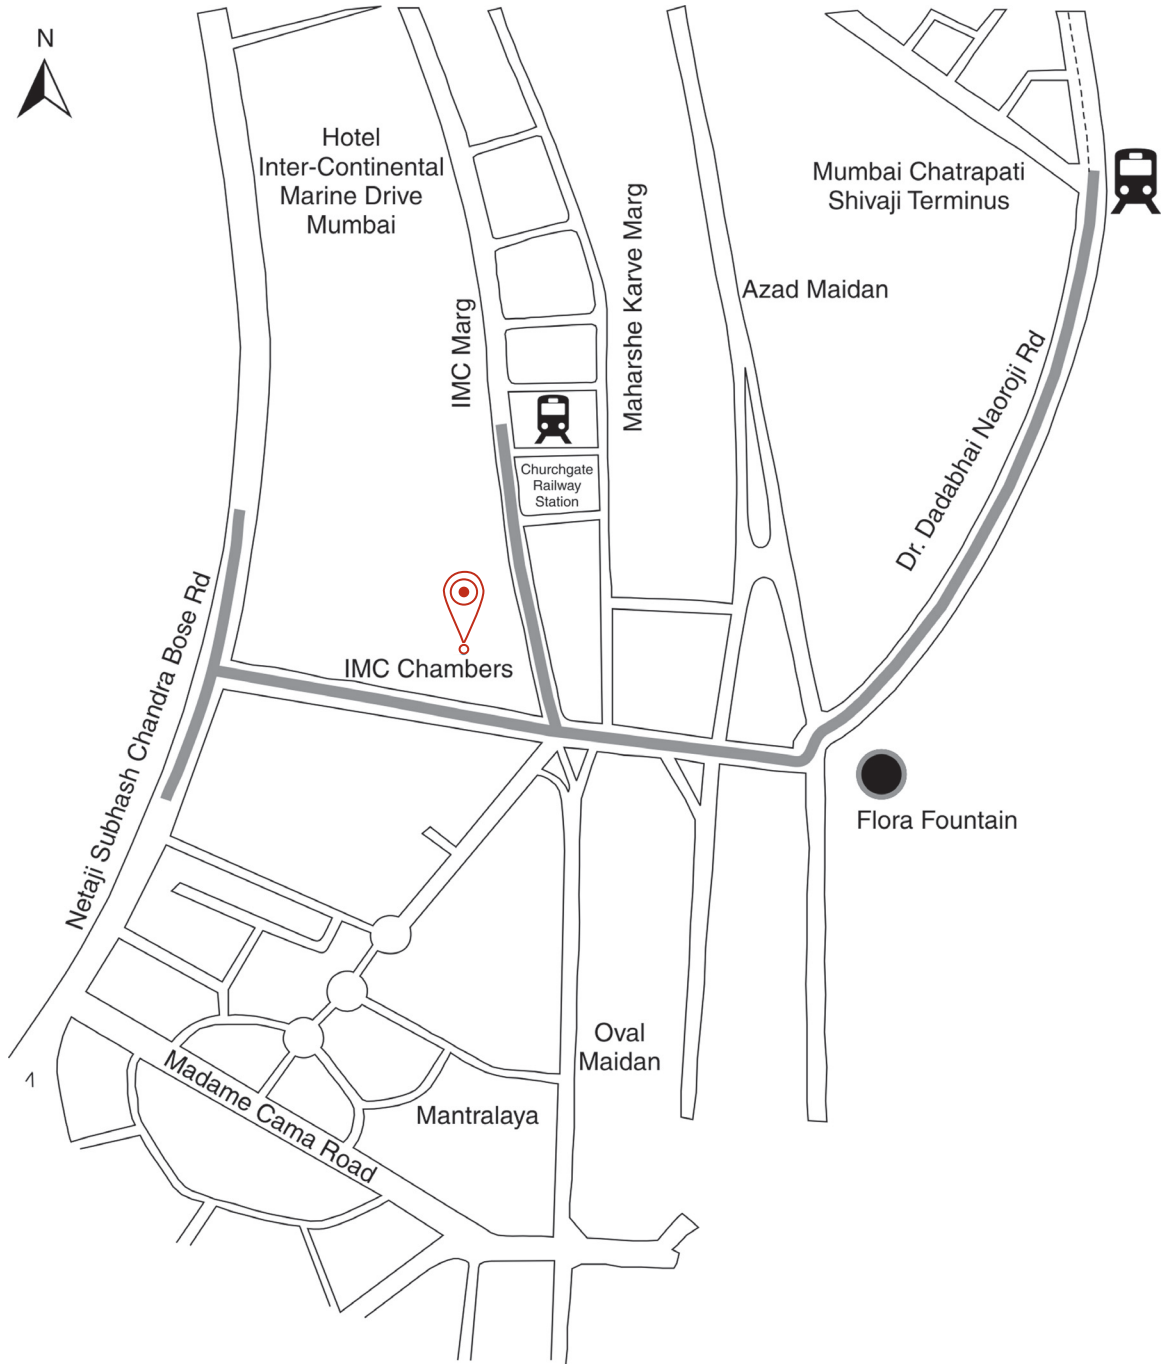 N
Hotel
Inter-Continental
Marine Drive
Mumbai
Mumbai Chatrapati
Shivaji Terminus
Maharshe Karve Marg
Azad Maidan
IMC Marg
Dr. Dadabhai Naoroji Rd
Churchgate
Railway
Station
Netaji Subhash Chandra Bose Rd
IMC Chambers
Flora Fountain
Oval
Maidan
Madame Cama Road
Mantralaya